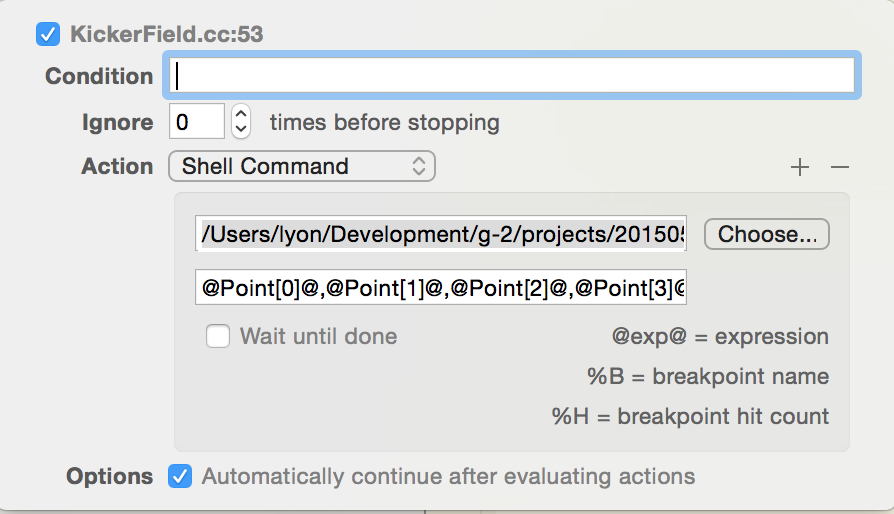 KickerField.cc:53
Condition
Ignore 0 times before stopping
Action Shell Command + −
/Users/lyon/Development/g-2/projects/20150 Choose...
@Point[0]@,@Point[1]@,@Point[2]@,@Point[3]@
Wait until done @exp@ = expression
%B = breakpoint name
%H = breakpoint hit count
Options Automatically continue after evaluating actions